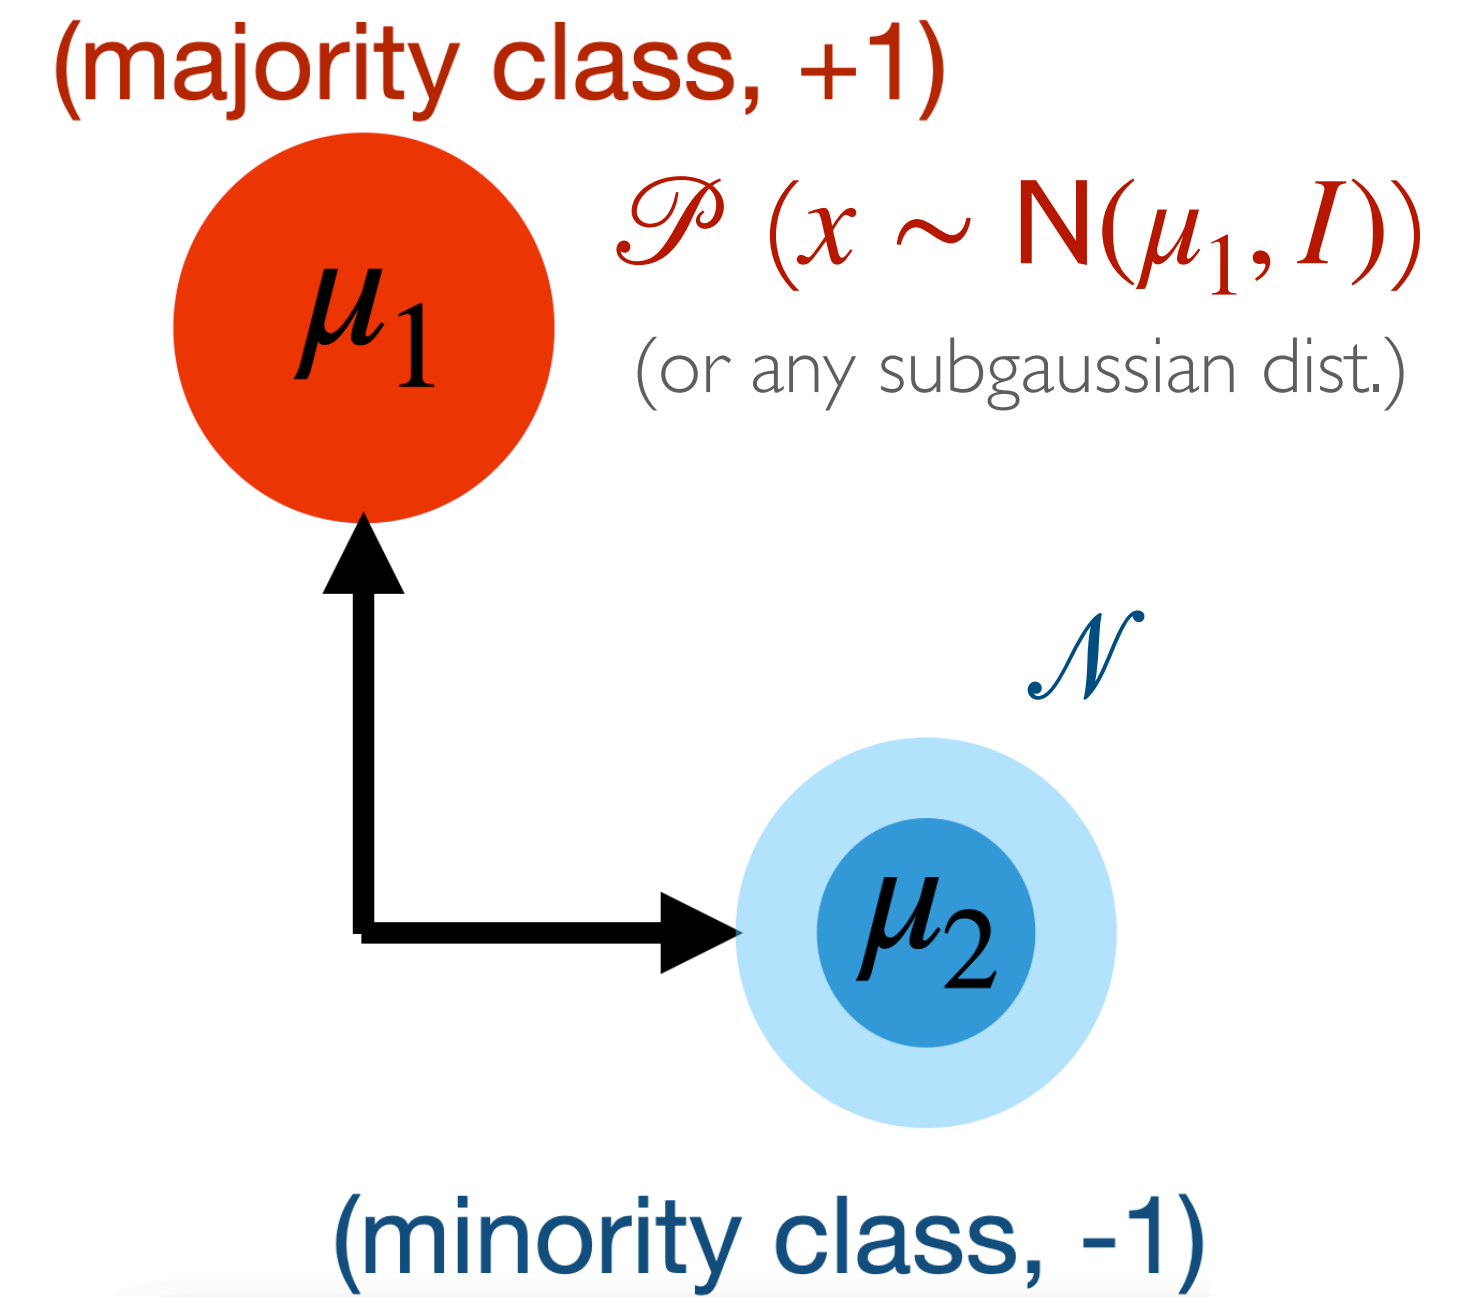 (majority class, +1)
𝒫 (x ∼ N(μ₁, I))
μ₁
(or any subgaussian dist.)
𝒩
μ₂
(minority class, -1)